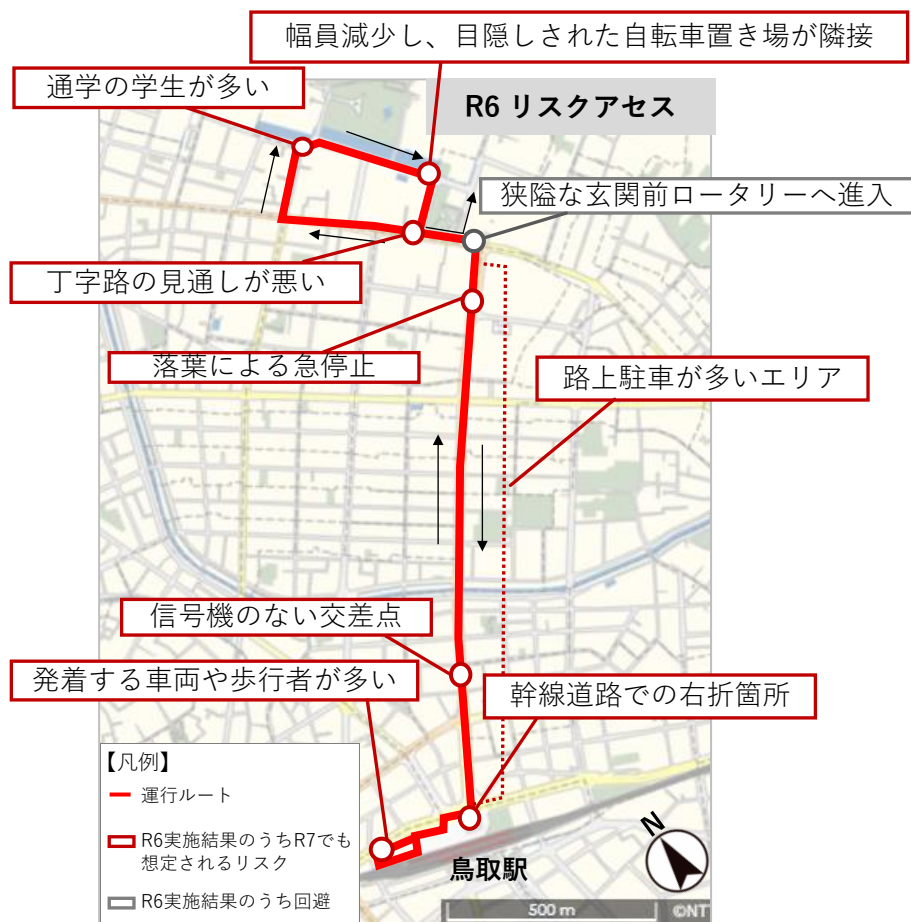 幅員減少し、目隠しされた自転車置き場が隣接
通学の学生が多い
R6 リスクアセス
狭隘な玄関前ロータリーへ進入
丁字路の見通しが悪い
落葉による急停止
路上駐車が多いエリア
信号機のない交差点
発着する車両や歩行者が多い
幹線道路での右折箇所
【凡例】
運行ルート
R6実施結果のうちR7でも
想定されるリスク
R6実施結果のうち回避
鳥取駅
N
500 m
©NT